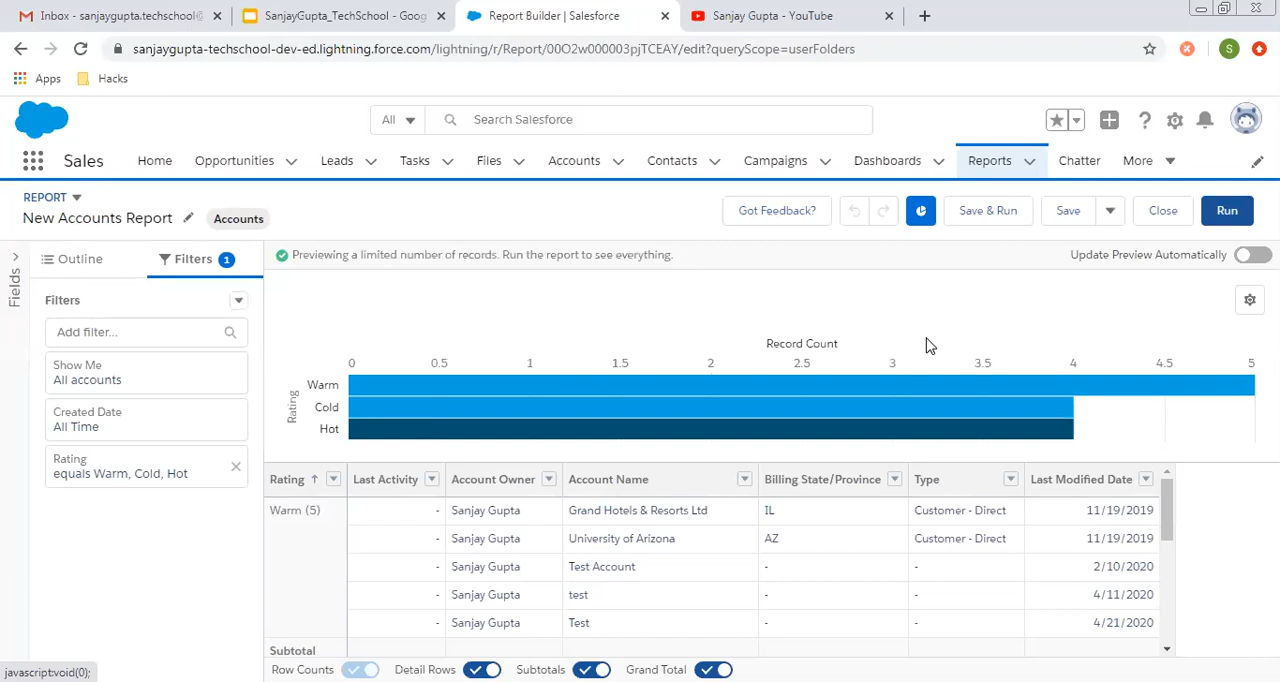 Inbox - sanjaygupta.techschool@
SanjayGupta_TechSchool - Goog
Report Builder | Salesforce
Sanjay Gupta - YouTube
sanjaygupta-techschool-dev-ed.lightning.force.com/lightning/r/Report/00O2w000003pjTCEAY/edit?queryScope=userFolders
S
Apps
Hacks
All
Search Salesforce
Sales
Home
Opportunities
Leads
Tasks
Files
Accounts
Contacts
Campaigns
Dashboards
Reports
Chatter
More
REPORT
New Accounts Report
Accounts
Got Feedback?
Save & Run
Save
Close
Run
Fields
Outline
Filters 1
Previewing a limited number of records. Run the report to see everything.
Update Preview Automatically
Filters
Add filter...
Show Me
All accounts
Created Date
All Time
Rating
equals Warm, Cold, Hot
Record Count
0 0.5 1 1.5 2 2.5 3 3.5 4 4.5 5
Rating
Warm
Cold
Hot
Rating ↑ Last Activity Account Owner Account Name Billing State/Province Type Last Modified Date
Warm (5) - Sanjay Gupta Grand Hotels & Resorts Ltd IL Customer - Direct 11/19/2019
- Sanjay Gupta University of Arizona AZ Customer - Direct 11/19/2019
- Sanjay Gupta Test Account - - 2/10/2020
- Sanjay Gupta test - - 4/11/2020
- Sanjay Gupta Test - - 4/21/2020
Subtotal
Row Counts
Detail Rows
Subtotals
Grand Total
javascript:void(0);